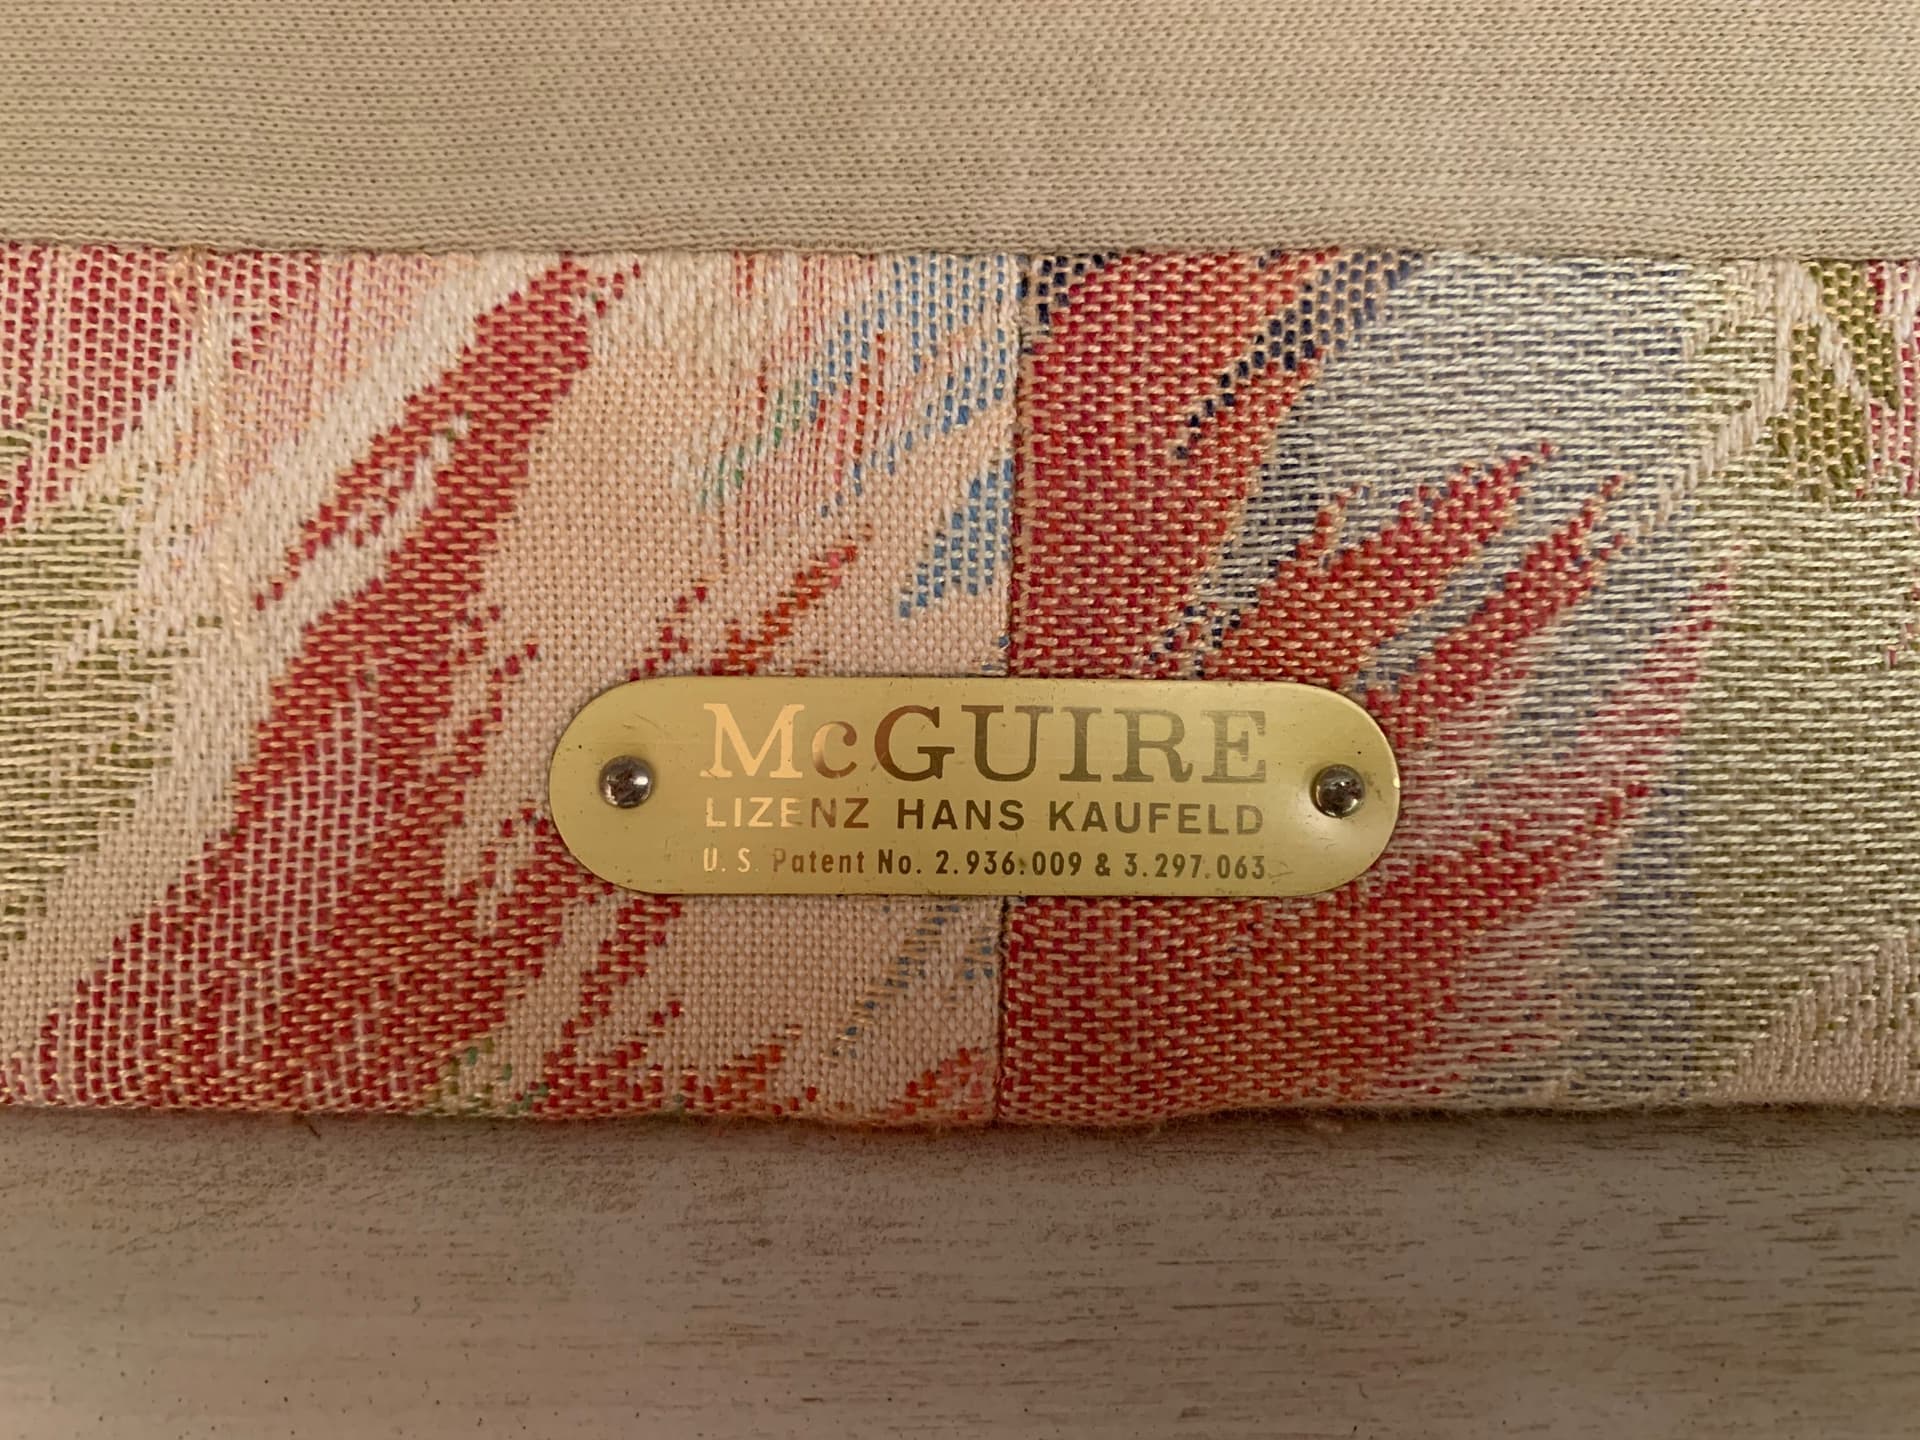 McGUIRE
LIZENZ HANS KAUFELD
U. S. Patent No. 2.936.009 & 3.297.063